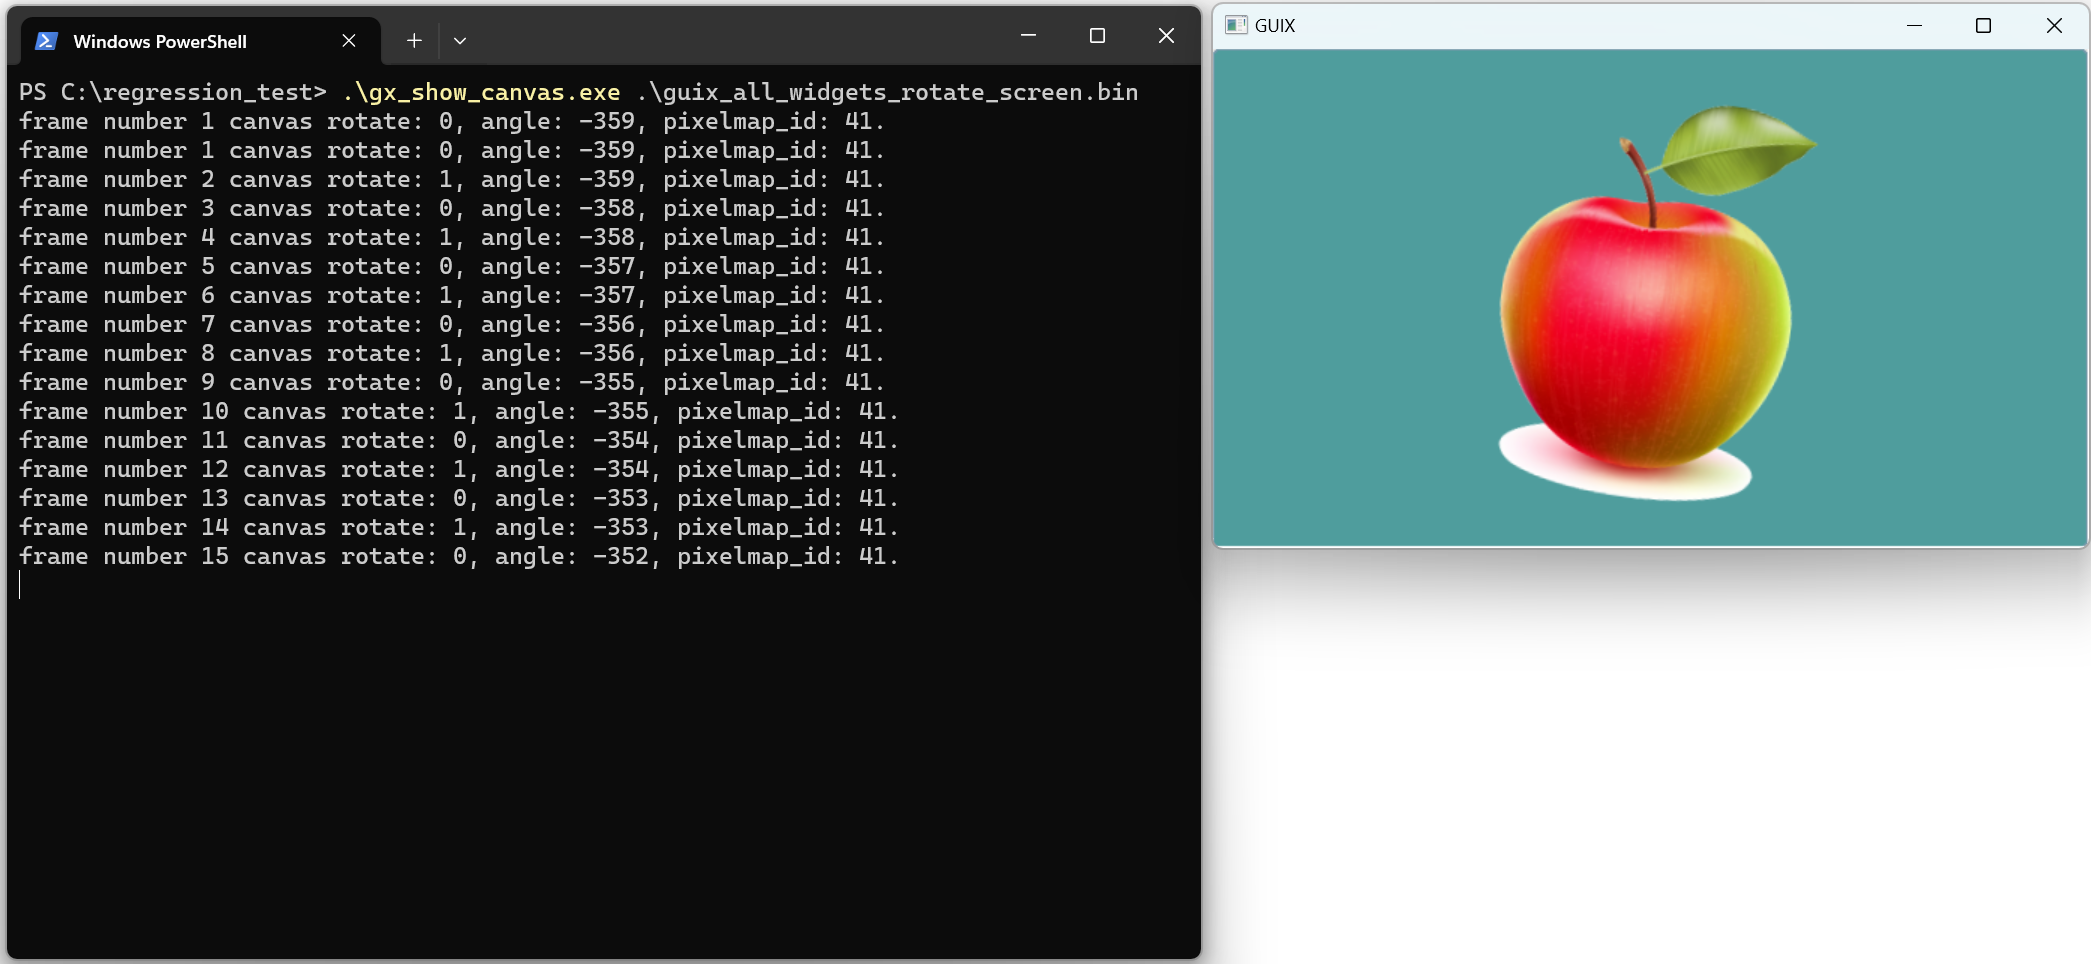 Windows PowerShell
PS C:\regression_test> .\gx_show_canvas.exe .\guix_all_widgets_rotate_screen.bin
frame number 1 canvas rotate: 0, angle: -359, pixelmap_id: 41.
frame number 1 canvas rotate: 0, angle: -359, pixelmap_id: 41.
frame number 2 canvas rotate: 1, angle: -359, pixelmap_id: 41.
frame number 3 canvas rotate: 0, angle: -358, pixelmap_id: 41.
frame number 4 canvas rotate: 1, angle: -358, pixelmap_id: 41.
frame number 5 canvas rotate: 0, angle: -357, pixelmap_id: 41.
frame number 6 canvas rotate: 1, angle: -357, pixelmap_id: 41.
frame number 7 canvas rotate: 0, angle: -356, pixelmap_id: 41.
frame number 8 canvas rotate: 1, angle: -356, pixelmap_id: 41.
frame number 9 canvas rotate: 0, angle: -355, pixelmap_id: 41.
frame number 10 canvas rotate: 1, angle: -355, pixelmap_id: 41.
frame number 11 canvas rotate: 0, angle: -354, pixelmap_id: 41.
frame number 12 canvas rotate: 1, angle: -354, pixelmap_id: 41.
frame number 13 canvas rotate: 0, angle: -353, pixelmap_id: 41.
frame number 14 canvas rotate: 1, angle: -353, pixelmap_id: 41.
frame number 15 canvas rotate: 0, angle: -352, pixelmap_id: 41.
GUIX